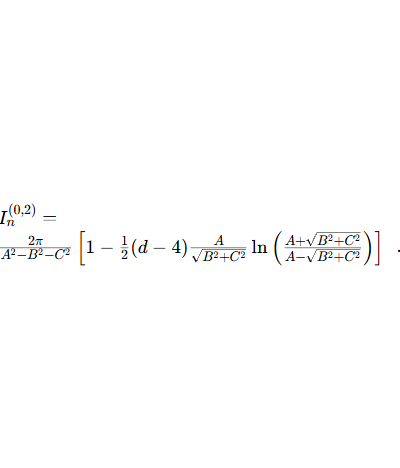 I_n^{(0,2)} =
\frac{2\pi}{A^2-B^2-C^2} \left[ 1 - \frac{1}{2}(d-4) \frac{A}{\sqrt{B^2+C^2}} \ln \left( \frac{A+\sqrt{B^2+C^2}}{A-\sqrt{B^2+C^2}} \right) \right] .